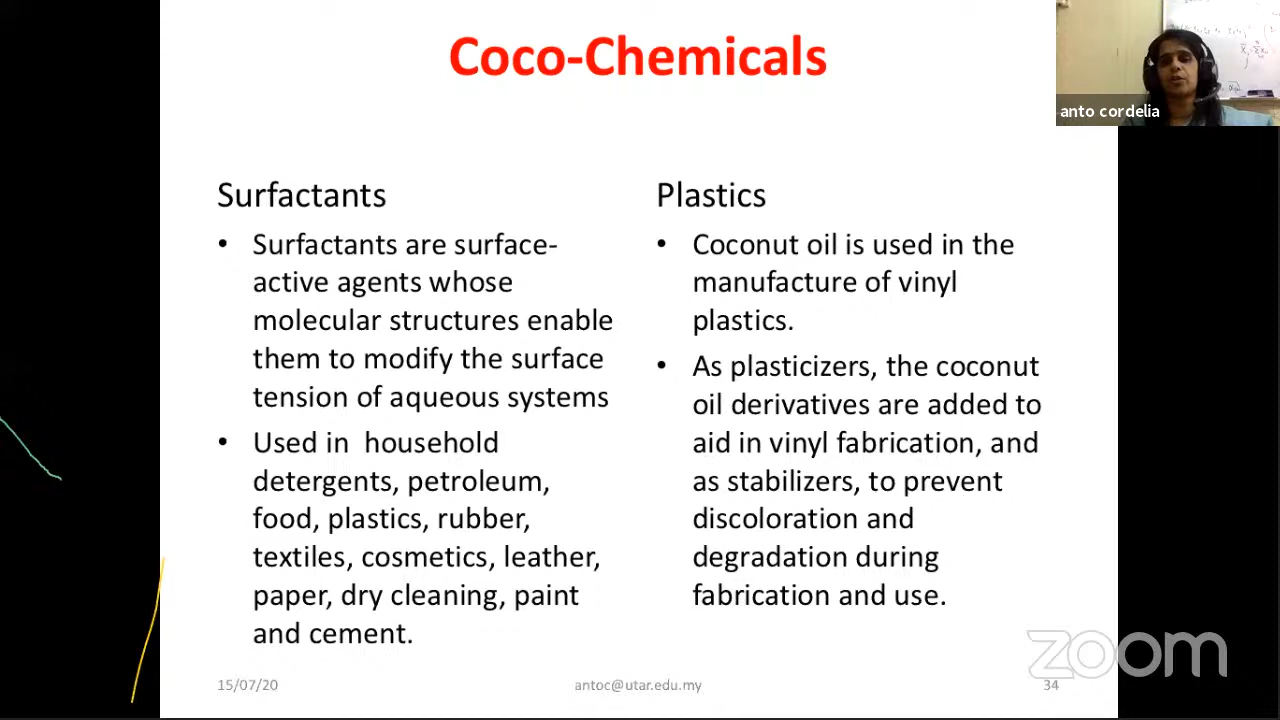 Coco-Chemicals
anto cordelia
Surfactants
• Surfactants are surface-
active agents whose
molecular structures enable
them to modify the surface
tension of aqueous systems
• Used in  household
detergents, petroleum,
food, plastics, rubber,
textiles, cosmetics, leather,
paper, dry cleaning, paint
and cement.
Plastics
• Coconut oil is used in the
manufacture of vinyl
plastics.
• As plasticizers, the coconut
oil derivatives are added to
aid in vinyl fabrication, and
as stabilizers, to prevent
discoloration and
degradation during
fabrication and use.
zoom
15/07/20
antoc@utar.edu.my
34